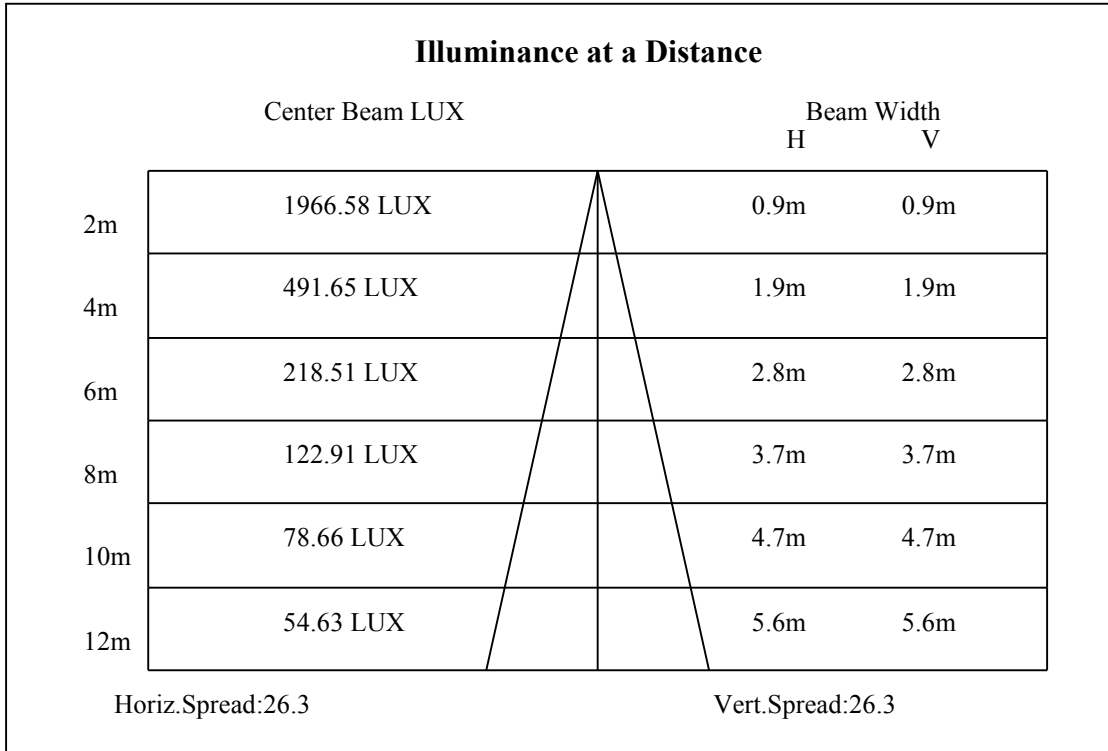 Illuminance at a Distance
Center Beam LUX Beam Width
H V
2m 1966.58 LUX 0.9m 0.9m
4m 491.65 LUX 1.9m 1.9m
6m 218.51 LUX 2.8m 2.8m
8m 122.91 LUX 3.7m 3.7m
10m 78.66 LUX 4.7m 4.7m
12m 54.63 LUX 5.6m 5.6m
Horiz.Spread:26.3 Vert.Spread:26.3